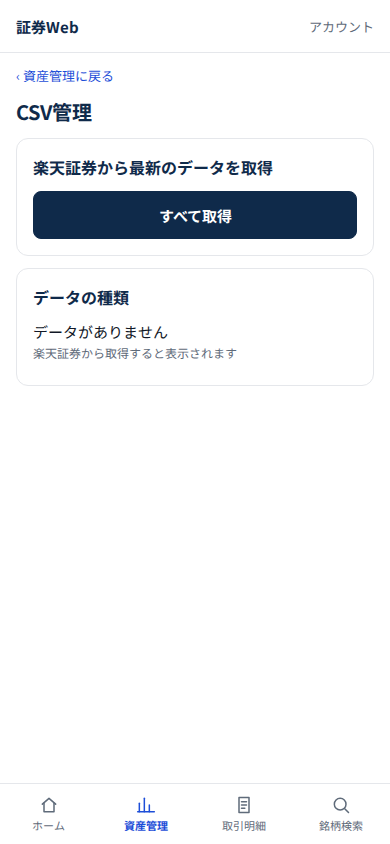 証券Web
アカウント
‹ 資産管理に戻る
CSV管理
楽天証券から最新のデータを取得
すべて取得
データの種類
データがありません
楽天証券から取得すると表示されます
ホーム
資産管理
取引明細
銘柄検索